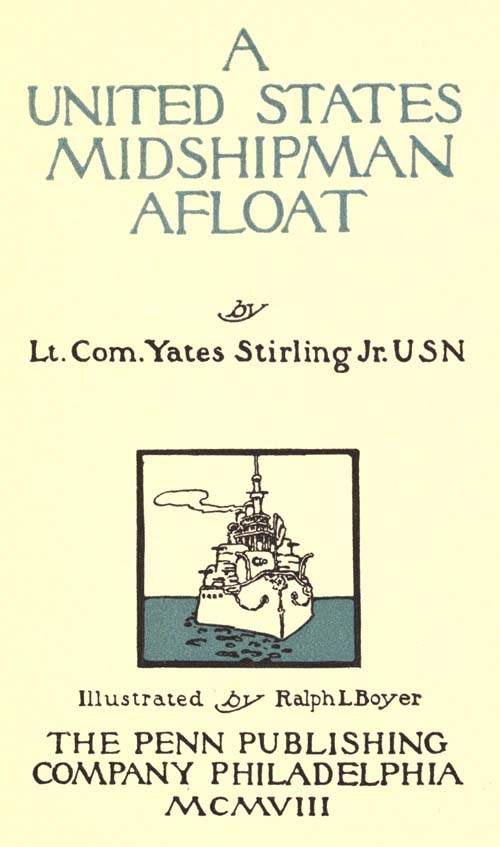 A
UNITED STATES
MIDSHIPMAN
AFLOAT
by
Lt. Com. Yates Stirling Jr. USN
Illustrated by Ralph L Boyer
THE PENN PUBLISHING
COMPANY PHILADELPHIA
MCMVIII